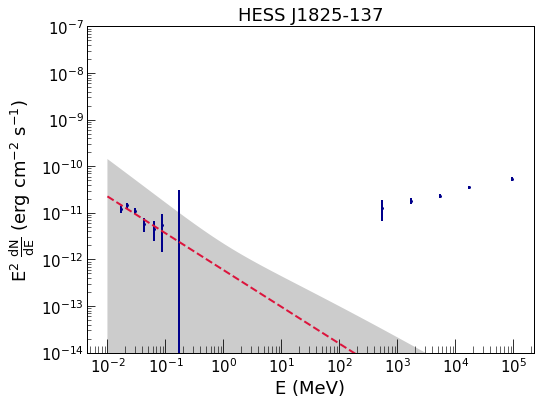 HESS J1825-137
E² dN/dE (erg cm⁻² s⁻¹)
10⁻⁷
10⁻⁸
10⁻⁹
10⁻¹⁰
10⁻¹¹
10⁻¹²
10⁻¹³
10⁻¹⁴
10⁻² 10⁻¹ 10⁰ 10¹ 10² 10³ 10⁴ 10⁵
E (MeV)